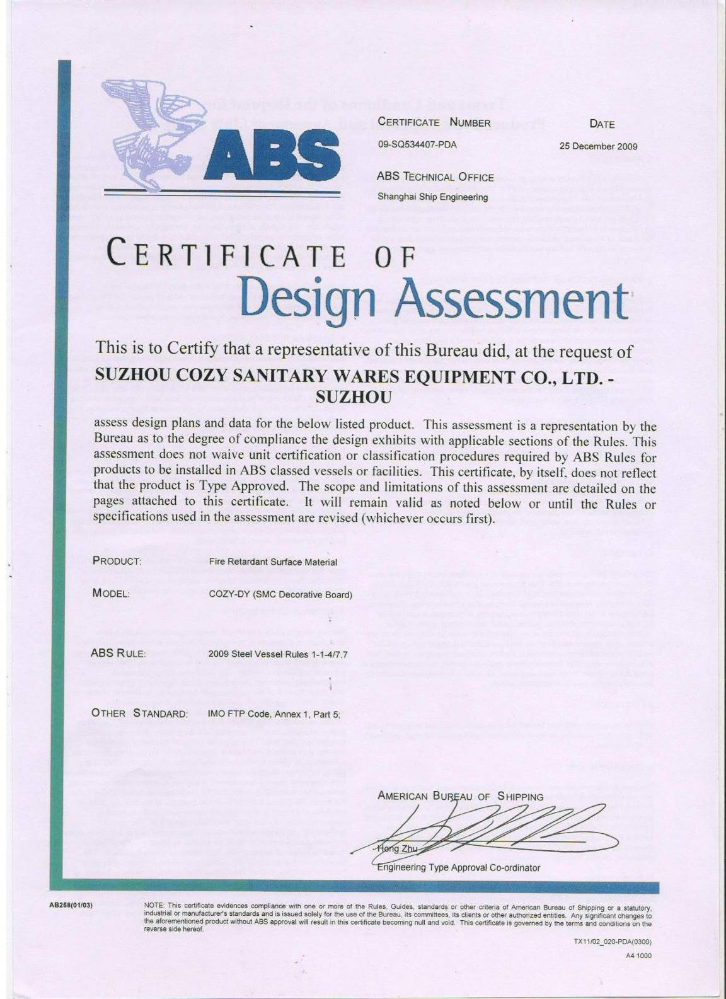 ABS
CERTIFICATE NUMBER
09-SQ534407-PDA
DATE
25 December 2009
ABS TECHNICAL OFFICE
Shanghai Ship Engineering
CERTIFICATE OF
Design Assessment
This is to Certify that a representative of this Bureau did, at the request of
SUZHOU COZY SANITARY WARES EQUIPMENT CO., LTD. -
SUZHOU
assess design plans and data for the below listed product. This assessment is a representation by the
Bureau as to the degree of compliance the design exhibits with applicable sections of the Rules. This
assessment does not waive unit certification or classification procedures required by ABS Rules for
products to be installed in ABS classed vessels or facilities. This certificate, by itself, does not reflect
that the product is Type Approved. The scope and limitations of this assessment are detailed on the
pages attached to this certificate. It will remain valid as noted below or until the Rules or
specifications used in the assessment are revised (whichever occurs first).
PRODUCT: Fire Retardant Surface Material
MODEL: COZY-DY (SMC Decorative Board)
ABS RULE: 2009 Steel Vessel Rules 1-1-4/7.7
OTHER STANDARD: IMO FTP Code, Annex 1, Part 5;
AMERICAN BUREAU OF SHIPPING
Hong Zhu
Engineering Type Approval Co-ordinator
AB258(01/03)
NOTE: This certificate evidences compliance with one or more of the Rules, Guides, standards or other criteria of American Bureau of Shipping or a statutory,
industrial or manufacturer's standards and is issued solely for the use of the Bureau, its committees, its clients or other authorized entities. Any significant changes to
the aforementioned product without ABS approval will result in this certificate becoming null and void. This certificate is governed by the terms and conditions on the
reverse side hereof.
TX11/02_020-PDA(0300)
A4 1000